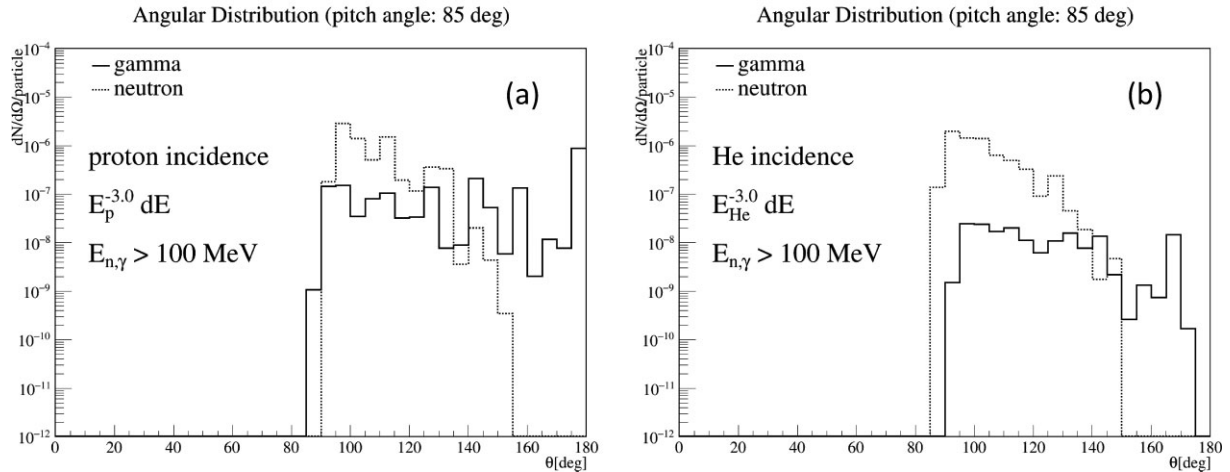 Angular Distribution (pitch angle: 85 deg)
dN/dΩ/particle
10⁻⁴
10⁻⁵
10⁻⁶
10⁻⁷
10⁻⁸
10⁻⁹
10⁻¹⁰
10⁻¹¹
10⁻¹²
gamma
neutron
(a)
proton incidence
E_p^-3.0 dE
E_n,γ > 100 MeV
0 20 40 60 80 100 120 140 160 180
θ[deg]
Angular Distribution (pitch angle: 85 deg)
dN/dΩ/particle
10⁻⁴
10⁻⁵
10⁻⁶
10⁻⁷
10⁻⁸
10⁻⁹
10⁻¹⁰
10⁻¹¹
10⁻¹²
gamma
neutron
(b)
He incidence
E_He^-3.0 dE
E_n,γ > 100 MeV
0 20 40 60 80 100 120 140 160 180
θ[deg]